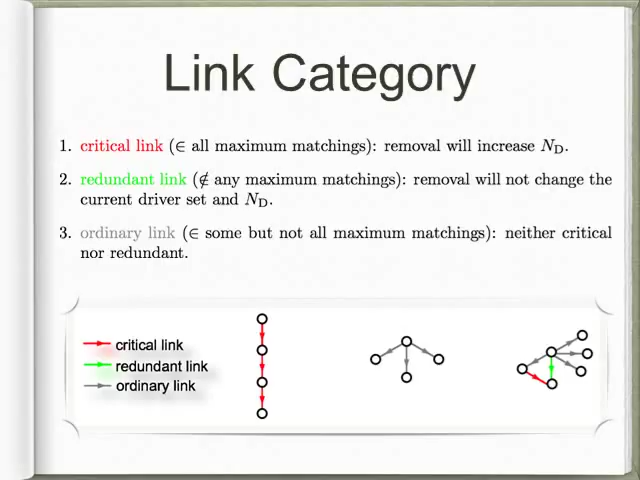 Link Category
1. critical link (∈ all maximum matchings): removal will increase N_D.
2. redundant link (∉ any maximum matchings): removal will not change the
current driver set and N_D.
3. ordinary link (∈ some but not all maximum matchings): neither critical
nor redundant.
critical link
redundant link
ordinary link